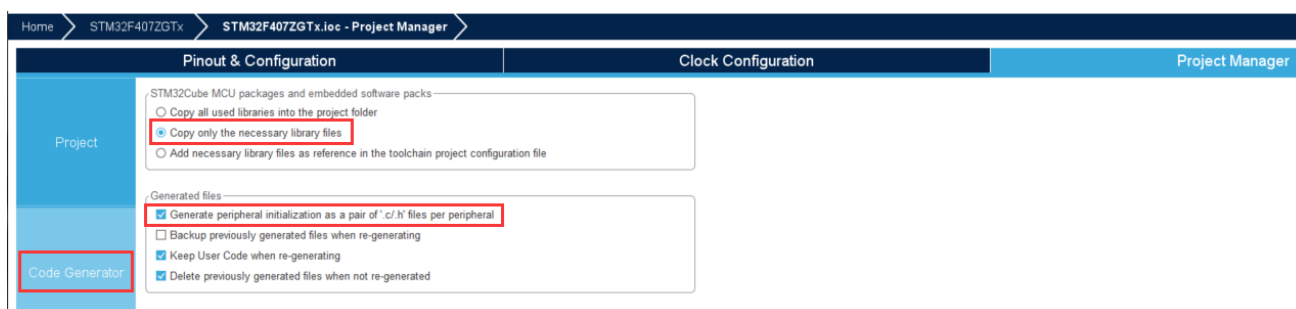 Home STM32F407ZGTx STM32F407ZGTx.ioc - Project Manager
Pinout & Configuration Clock Configuration Project Manager
STM32Cube MCU packages and embedded software packs
Copy all used libraries into the project folder
Copy only the necessary library files
Add necessary library files as reference in the toolchain project configuration file
Project
Generated files
Generate peripheral initialization as a pair of '.c/.h' files per peripheral
Backup previously generated files when re-generating
Keep User Code when re-generating
Delete previously generated files when not re-generated
Code Generator